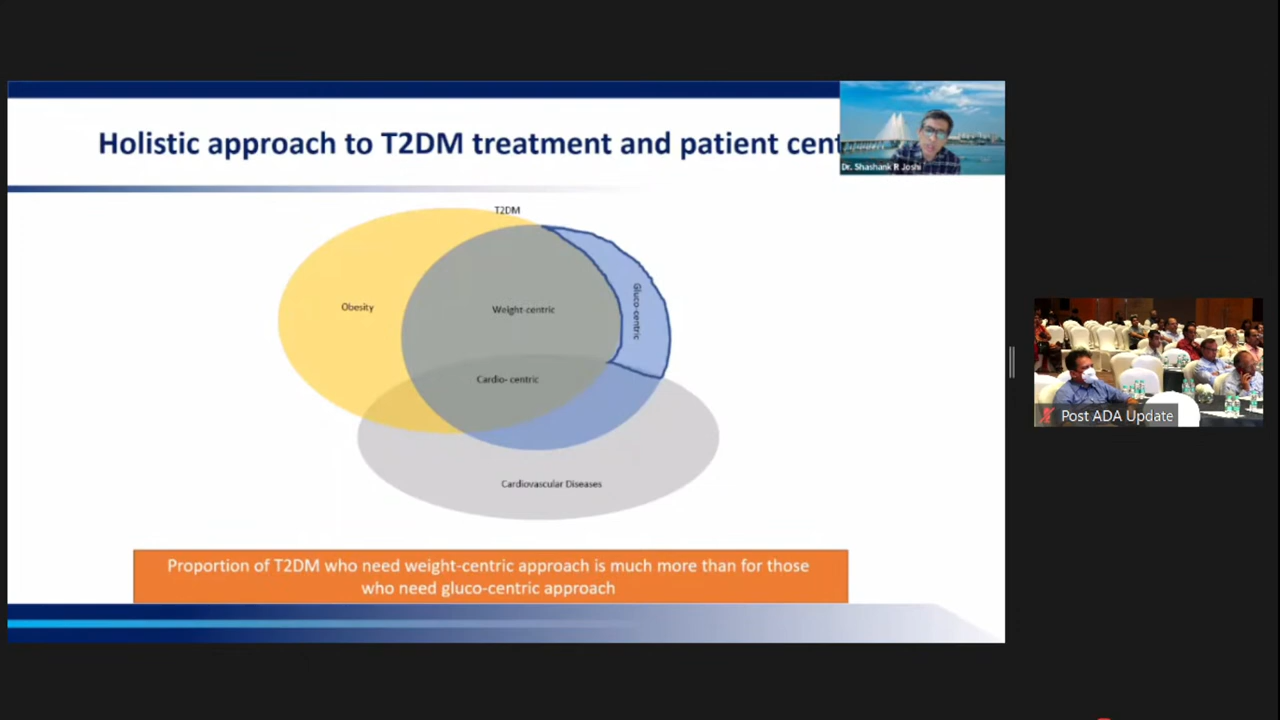 Holistic approach to T2DM treatment and patient cent
Dr. Shashank R Joshi
T2DM
Obesity
Weight-centric
Gluco-centric
Cardio- centric
Cardiovascular Diseases
Post ADA Update
Proportion of T2DM who need weight-centric approach is much more than for those
who need gluco-centric approach